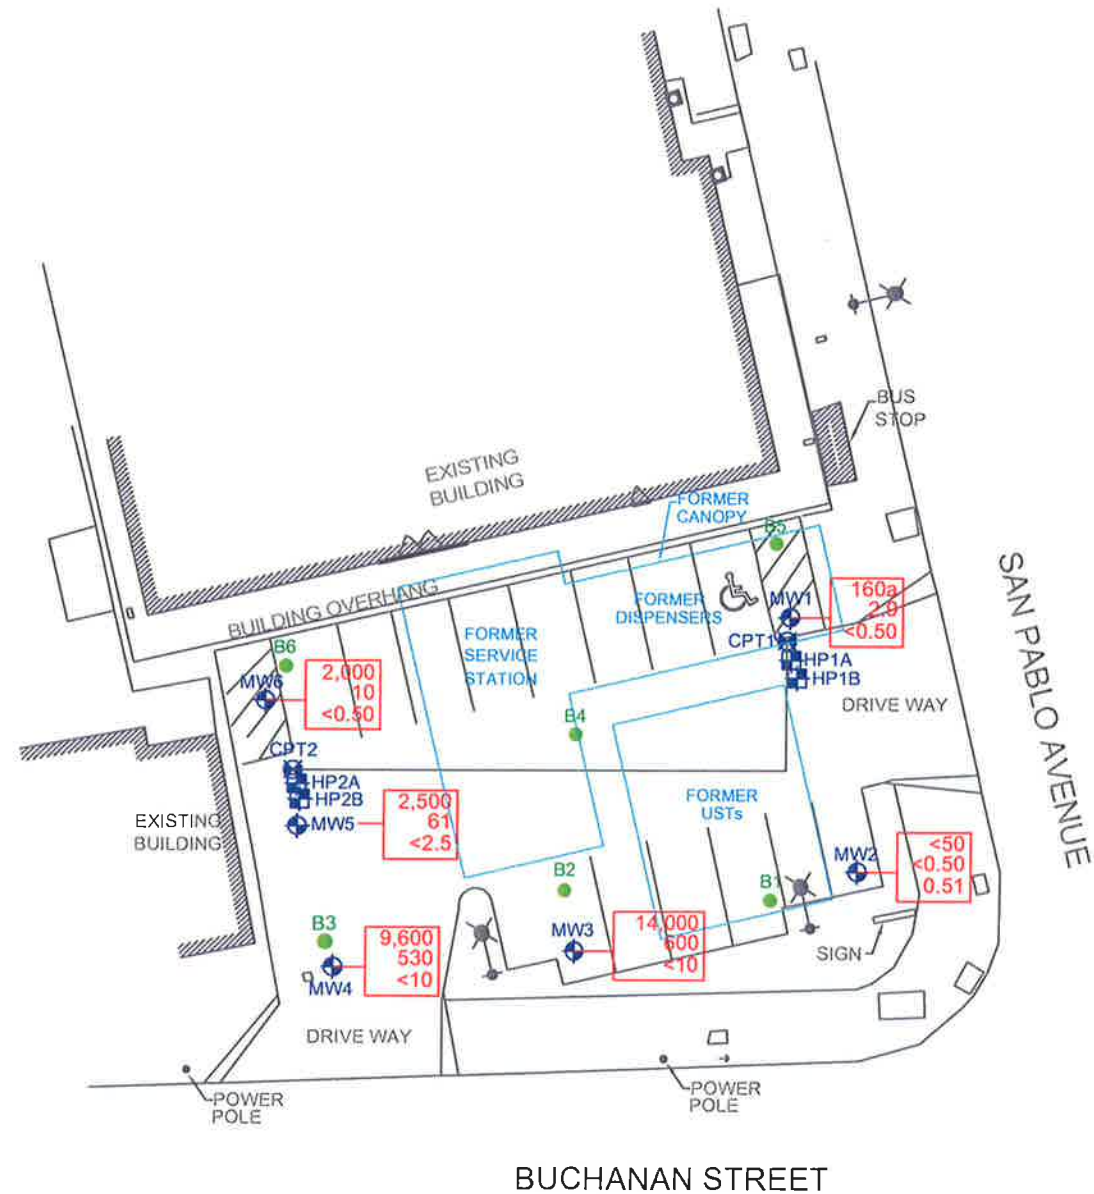 BUS
STOP
EXISTING
BUILDING
FORMER
CANOPY
B5
SAN PABLO AVENUE
BUILDING OVERHANG
FORMER
DISPENSERS
MW1
160a
2.9
<0.50
FORMER
SERVICE
STATION
CPT1
HP1A
HP1B
B6
MW6
2,000
10
<0.50
DRIVE WAY
B4
CPT2
HP2A
HP2B
MW5
2,500
61
<2.5
FORMER
USTs
EXISTING
BUILDING
MW2
<50
<0.50
0.51
B2
B1
B3
MW4
9,600
530
<10
MW3
14,000
600
<10
SIGN
DRIVE WAY
POWER
POLE
POWER
POLE
BUCHANAN STREET